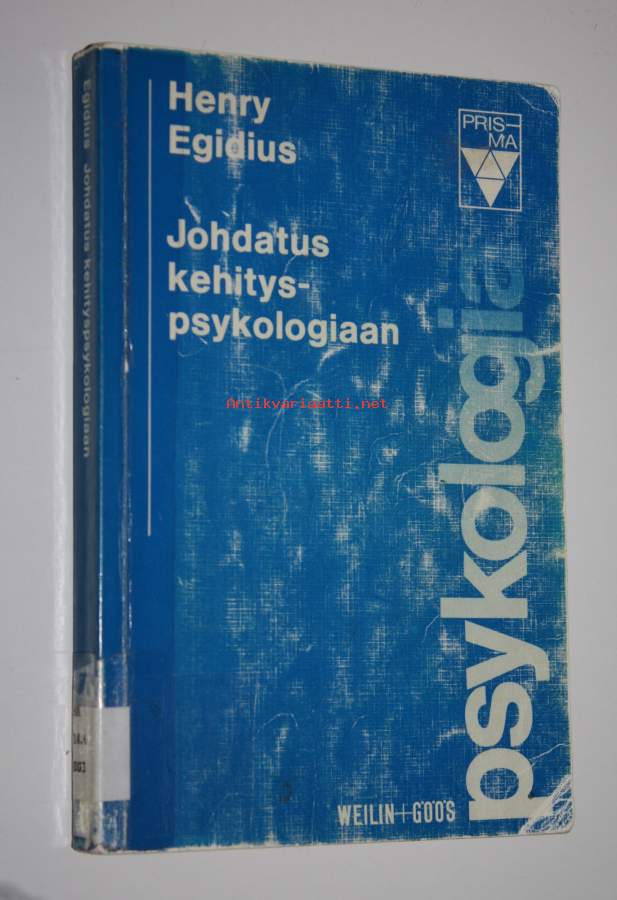 Egidius Johdatus kehityspsykologiaan
Henry
Egidius
PRIS-
MA
Johdatus
kehitys-
psykologiaan
Antikvariaatti.net
psykologia
WEILIN+GÖÖS